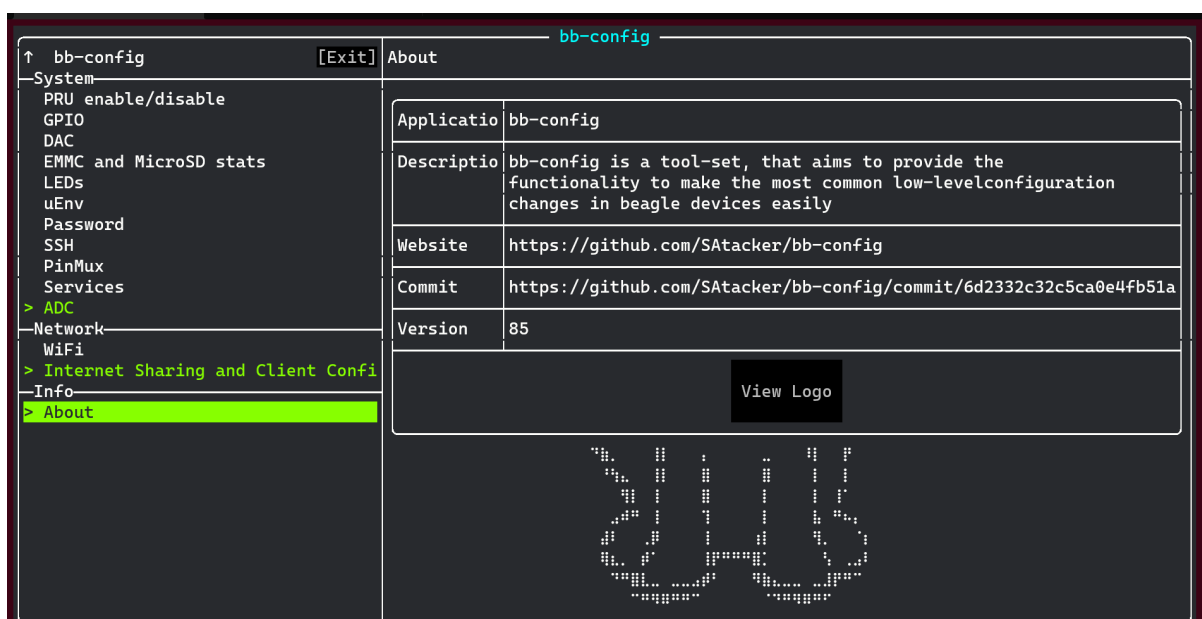 bb-config
↑ bb-config [Exit]
System
PRU enable/disable
GPIO
DAC
EMMC and MicroSD stats
LEDs
uEnv
Password
SSH
PinMux
Services
> ADC
Network
WiFi
> Internet Sharing and Client Confi
Info
> About
About
Applicatio bb-config
Descriptio bb-config is a tool-set, that aims to provide the
functionality to make the most common low-levelconfiguration
changes in beagle devices easily
Website https://github.com/SAtacker/bb-config
Commit https://github.com/SAtacker/bb-config/commit/6d2332c32c5ca0e4fb51a
Version 85
View Logo